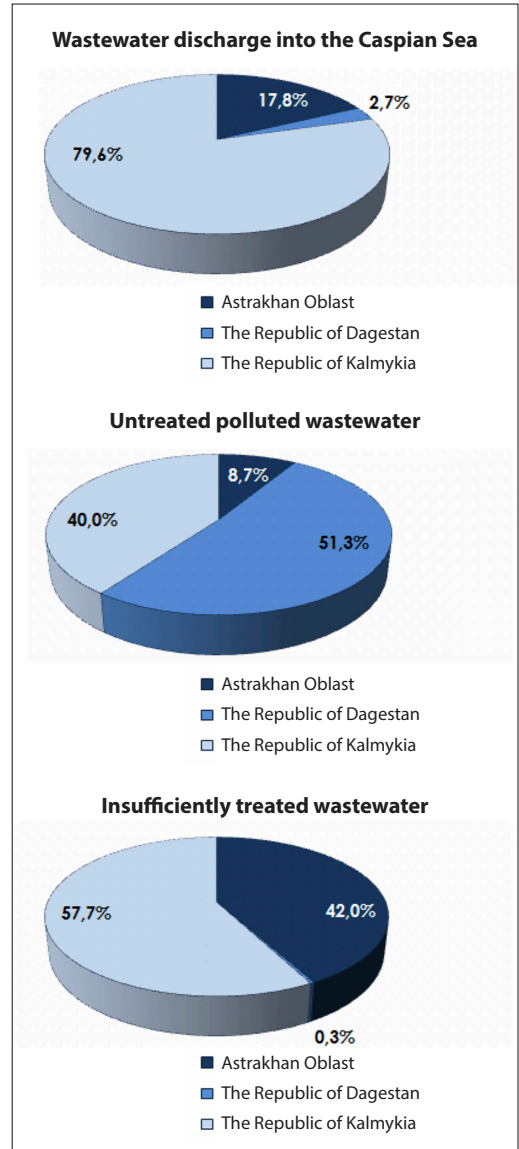 Wastewater discharge into the Caspian Sea
17,8%
2,7%
79,6%
Astrakhan Oblast
The Republic of Dagestan
The Republic of Kalmykia
Untreated polluted wastewater
8,7%
40,0%
51,3%
Astrakhan Oblast
The Republic of Dagestan
The Republic of Kalmykia
Insufficiently treated wastewater
57,7%
42,0%
0,3%
Astrakhan Oblast
The Republic of Dagestan
The Republic of Kalmykia